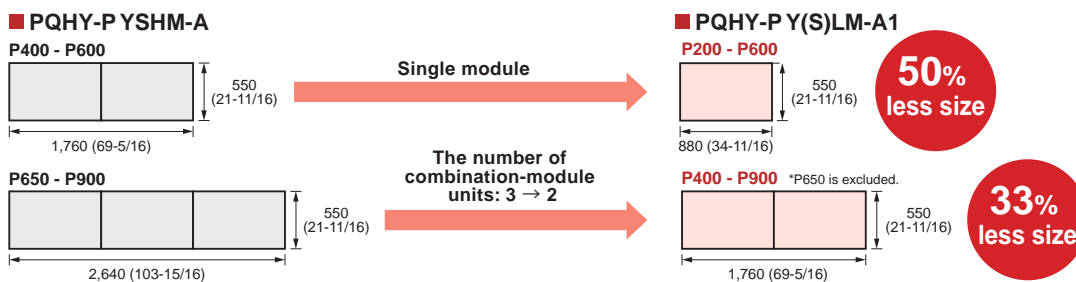 ■ PQHY-P YSHM-A
P400 - P600
550
(21-11/16)
1,760 (69-5/16)
Single module
■ PQHY-P Y(S)LM-A1
P200 - P600
550
(21-11/16)
880 (34-11/16)
50%
less size
P650 - P900
550
(21-11/16)
2,640 (103-15/16)
The number of
combination-module
units: 3 → 2
P400 - P900 *P650 is excluded.
550
(21-11/16)
1,760 (69-5/16)
33%
less size